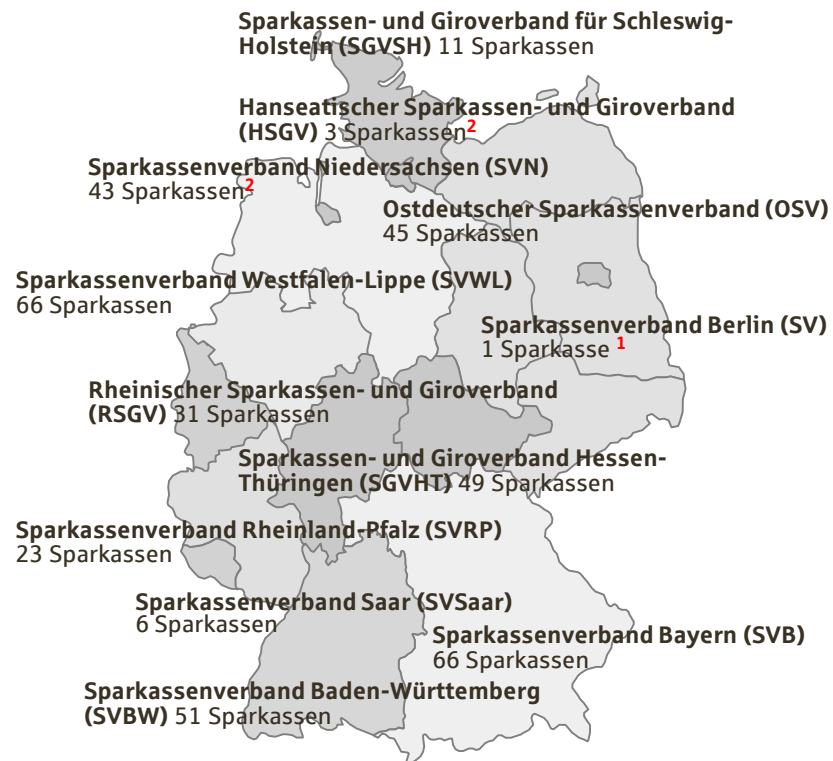 Sparkassen- und Giroverband für Schleswig-
Holstein (SGVSH) 11 Sparkassen
Hanseatischer Sparkassen- und Giroverband
(HSGV) 3 Sparkassen2
Sparkassenverband Niedersachsen (SVN)
43 Sparkassen2
Ostdeutscher Sparkassenverband (OSV)
45 Sparkassen
Sparkassenverband Westfalen-Lippe (SVWL)
66 Sparkassen
Sparkassenverband Berlin (SV)
1 Sparkasse 1
Rheinischer Sparkassen- und Giroverband
(RSGV) 31 Sparkassen
Sparkassen- und Giroverband Hessen-
Thüringen (SGVHT) 49 Sparkassen
Sparkassenverband Rheinland-Pfalz (SVRP)
23 Sparkassen
Sparkassenverband Saar (SVSaar)
6 Sparkassen
Sparkassenverband Bayern (SVB)
66 Sparkassen
Sparkassenverband Baden-Württemberg
(SVBW) 51 Sparkassen